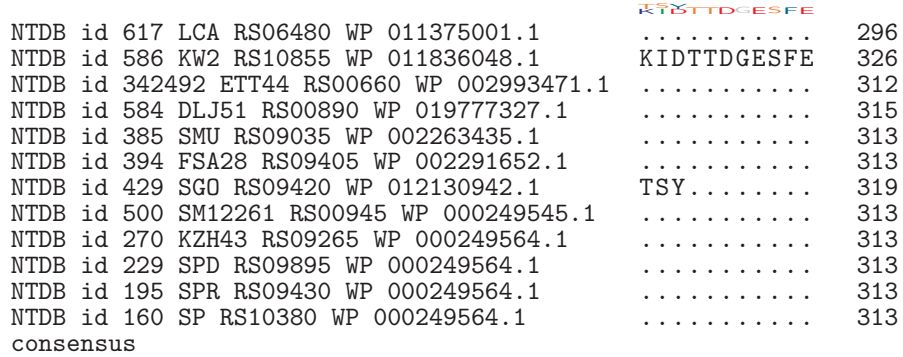 TSY
KIDTTDGESFE
NTDB id 617 LCA RS06480 WP 011375001.1 ........... 296
NTDB id 586 KW2 RS10855 WP 011836048.1 KIDTTDGESFE 326
NTDB id 342492 ETT44 RS00660 WP 002993471.1 ........... 312
NTDB id 584 DLJ51 RS00890 WP 019777327.1 ........... 315
NTDB id 385 SMU RS09035 WP 002263435.1 ........... 313
NTDB id 394 FSA28 RS09405 WP 002291652.1 ........... 313
NTDB id 429 SGO RS09420 WP 012130942.1 TSY........ 319
NTDB id 500 SM12261 RS00945 WP 000249545.1 ........... 313
NTDB id 270 KZH43 RS09265 WP 000249564.1 ........... 313
NTDB id 229 SPD RS09895 WP 000249564.1 ........... 313
NTDB id 195 SPR RS09430 WP 000249564.1 ........... 313
NTDB id 160 SP RS10380 WP 000249564.1 ........... 313
consensus